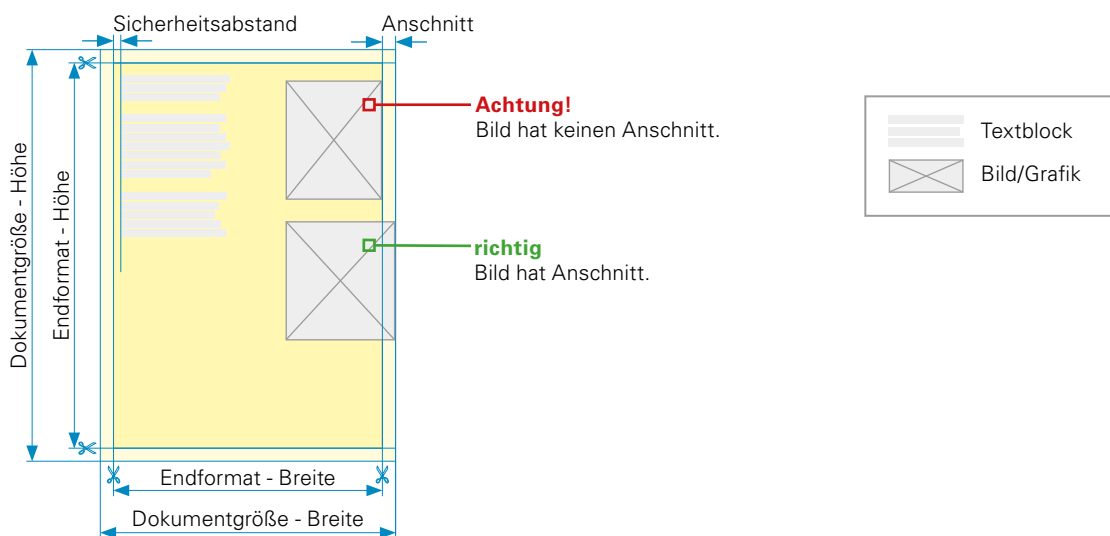 Sicherheitsabstand
Anschnitt
Achtung!
Bild hat keinen Anschnitt.
richtig
Bild hat Anschnitt.
Textblock
Bild/Grafik
Dokumentgröße - Höhe
Endformat - Höhe
Endformat - Breite
Dokumentgröße - Breite